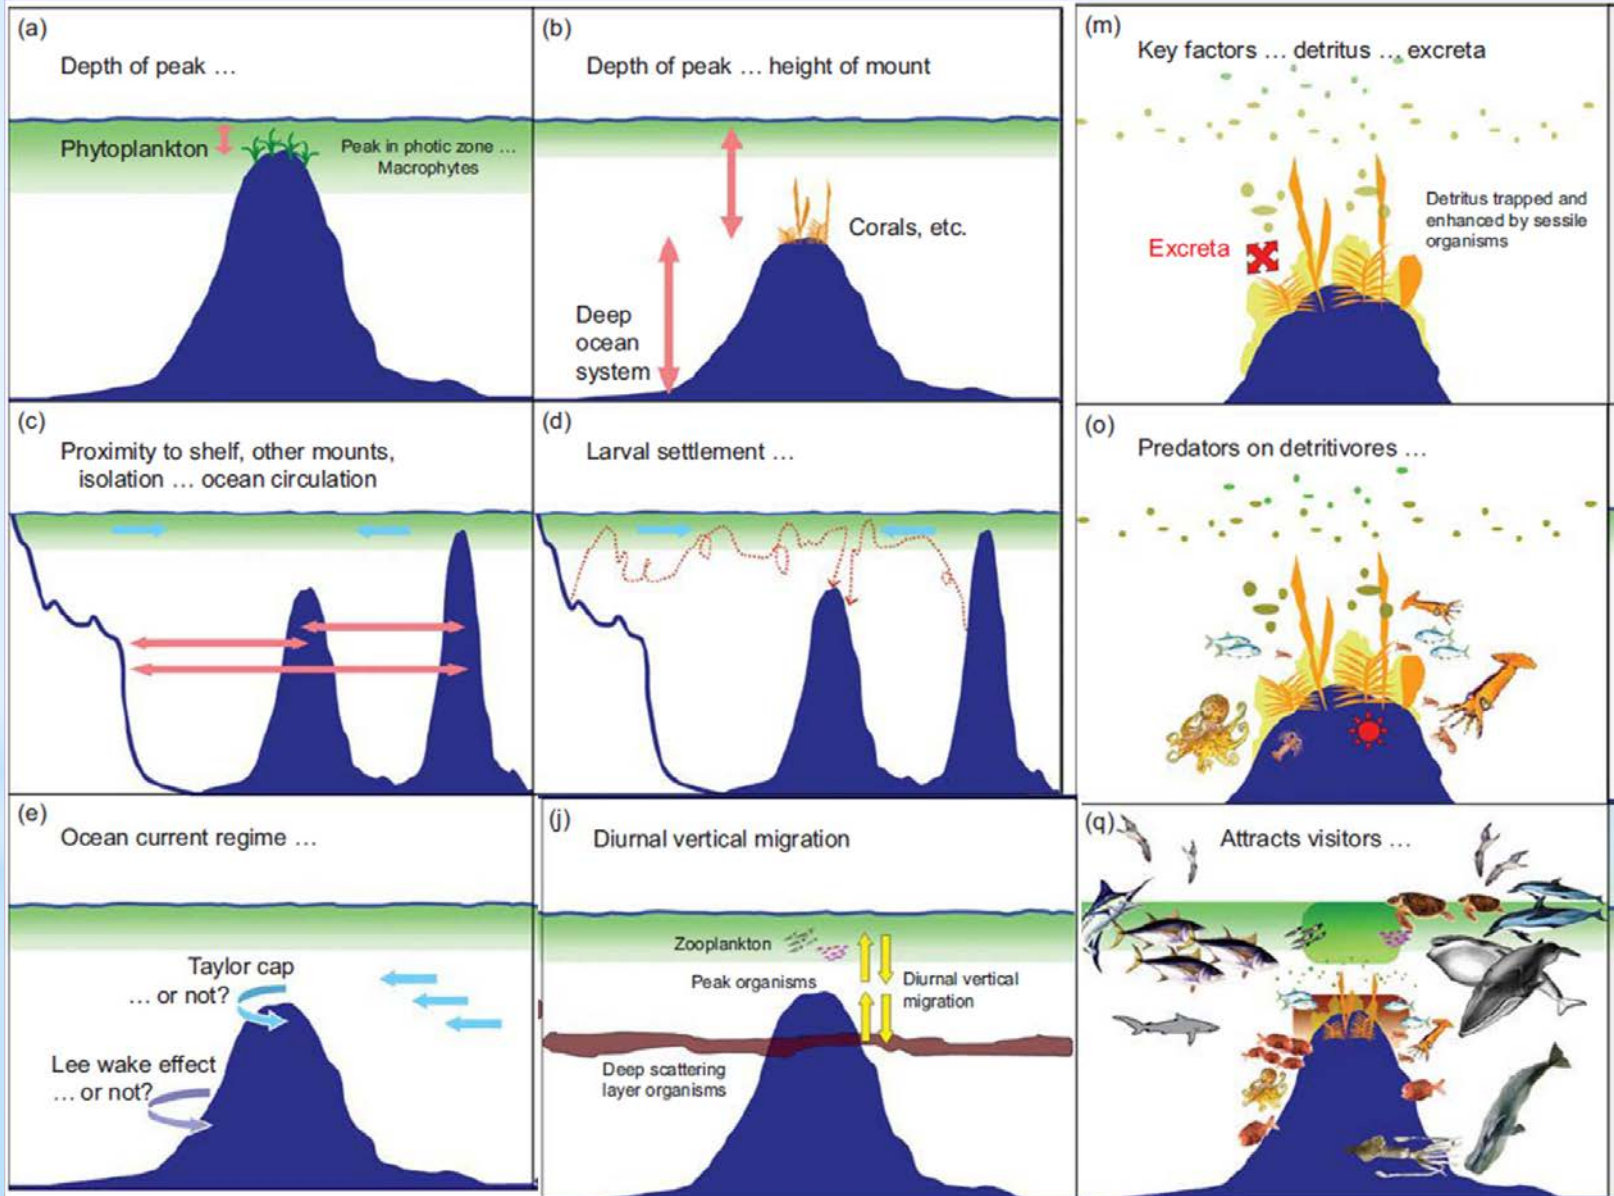 (a)
Depth of peak …
Phytoplankton
Peak in photic zone …
Macrophytes
(b)
Depth of peak … height of mount
Corals, etc.
Deep
ocean
system
(m)
Key factors … detritus … excreta
Detritus trapped and
enhanced by sessile
organisms
Excreta
(c)
Proximity to shelf, other mounts,
isolation … ocean circulation
(d)
Larval settlement …
(o)
Predators on detritivores …
(e)
Ocean current regime …
Taylor cap
… or not?
Lee wake effect
… or not?
(j)
Diurnal vertical migration
Zooplankton
Peak organisms
Diurnal vertical
migration
Deep scattering
layer organisms
(q)
Attracts visitors …